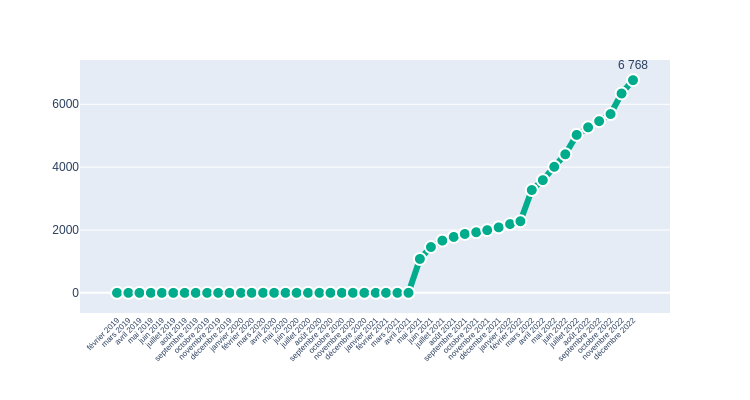 6 768
6000
4000
2000
0
février 2019
mars 2019
avril 2019
mai 2019
juin 2019
juillet 2019
août 2019
septembre 2019
octobre 2019
novembre 2019
décembre 2019
janvier 2020
février 2020
mars 2020
avril 2020
mai 2020
juin 2020
juillet 2020
août 2020
septembre 2020
octobre 2020
novembre 2020
décembre 2020
janvier 2021
février 2021
mars 2021
avril 2021
mai 2021
juin 2021
juillet 2021
août 2021
septembre 2021
octobre 2021
novembre 2021
décembre 2021
janvier 2022
février 2022
mars 2022
avril 2022
mai 2022
juin 2022
juillet 2022
août 2022
septembre 2022
octobre 2022
novembre 2022
décembre 2022